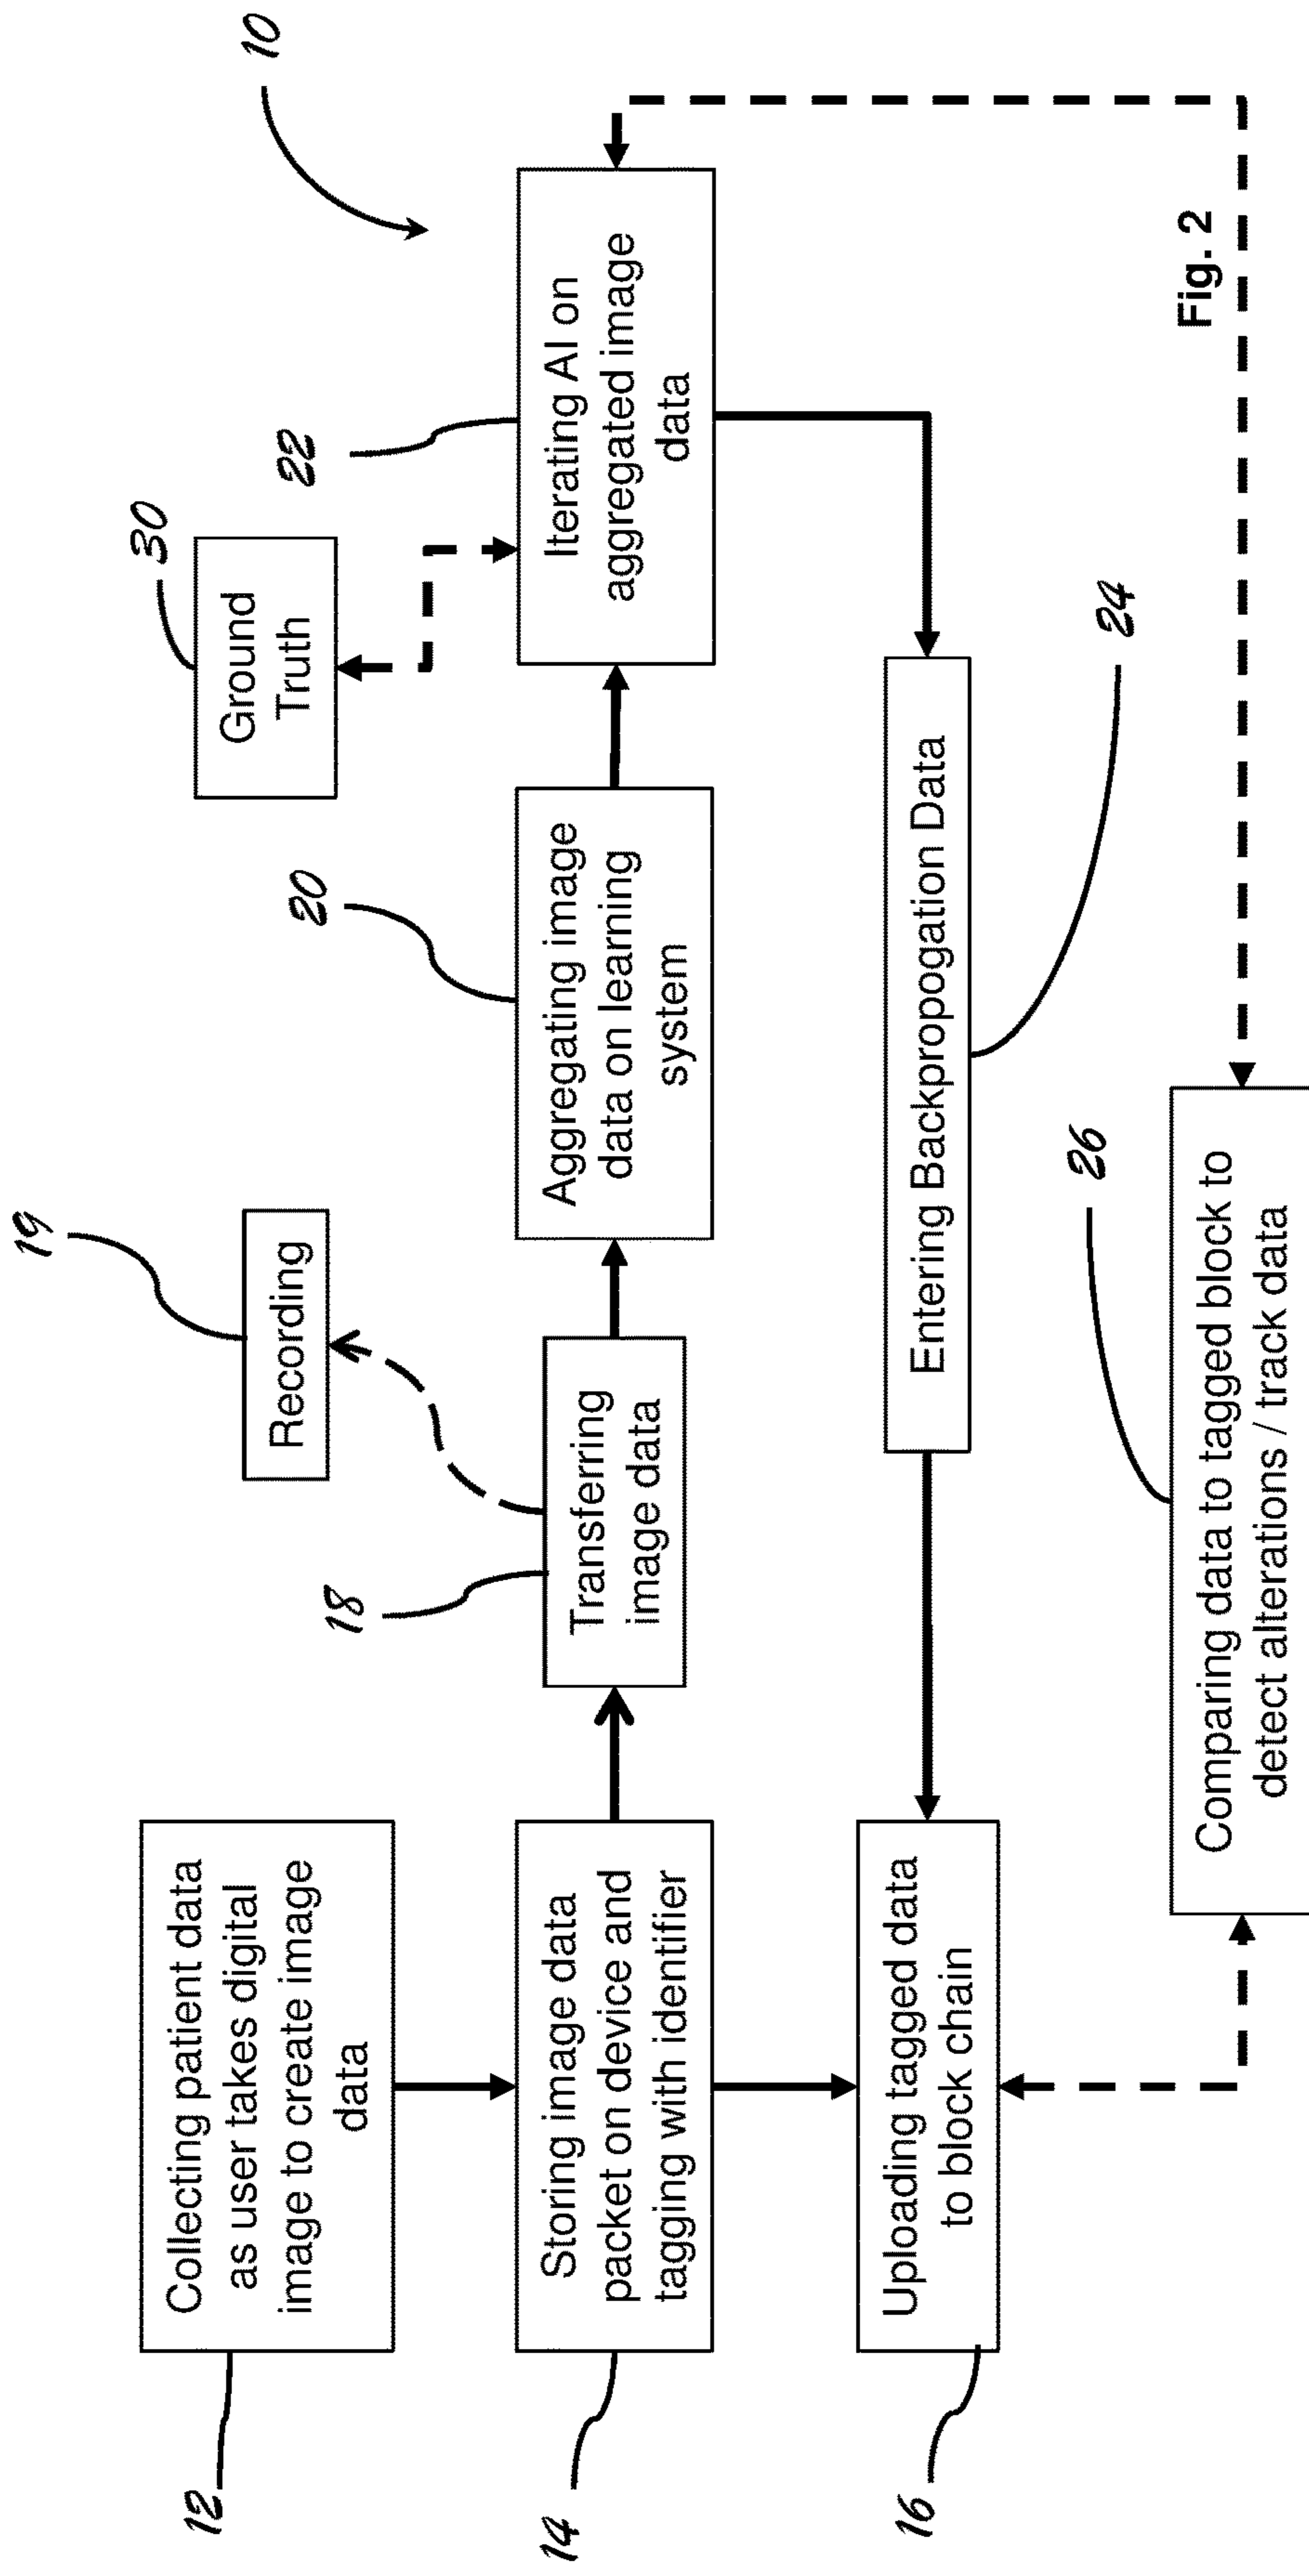 10
12
Collecting patient data
as user takes digital
image to create image
data
19
Recording
30
Ground
Truth
14
Storing image data
packet on device and
tagging with identifier
18
Transferring
image data
20
Aggregating image
data on learning
system
22
Iterating AI on
aggregated image
data
16
Uploading tagged data
to block chain
Entering Backpropogation Data
24
26
Comparing data to tagged block to
detect alterations / track data
Fig. 2